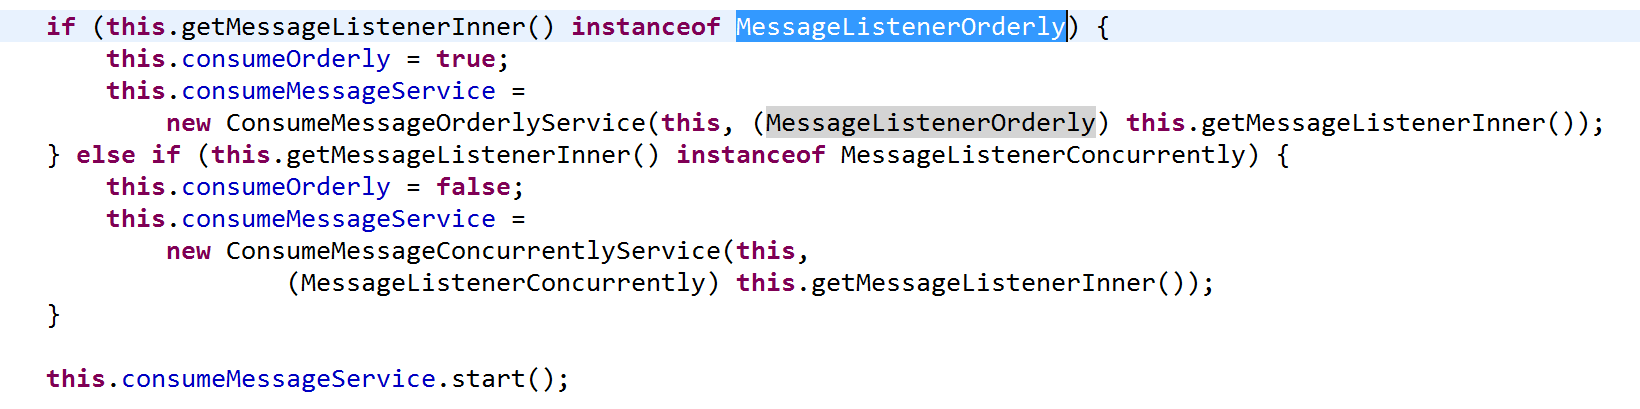 if (this.getMessageListenerInner() instanceof MessageListenerOrderly) {
    this.consumeOrderly = true;
    this.consumeMessageService =
        new ConsumeMessageOrderlyService(this, (MessageListenerOrderly) this.getMessageListenerInner());
} else if (this.getMessageListenerInner() instanceof MessageListenerConcurrently) {
    this.consumeOrderly = false;
    this.consumeMessageService =
        new ConsumeMessageConcurrentlyService(this,
                (MessageListenerConcurrently) this.getMessageListenerInner());
}
this.consumeMessageService.start();